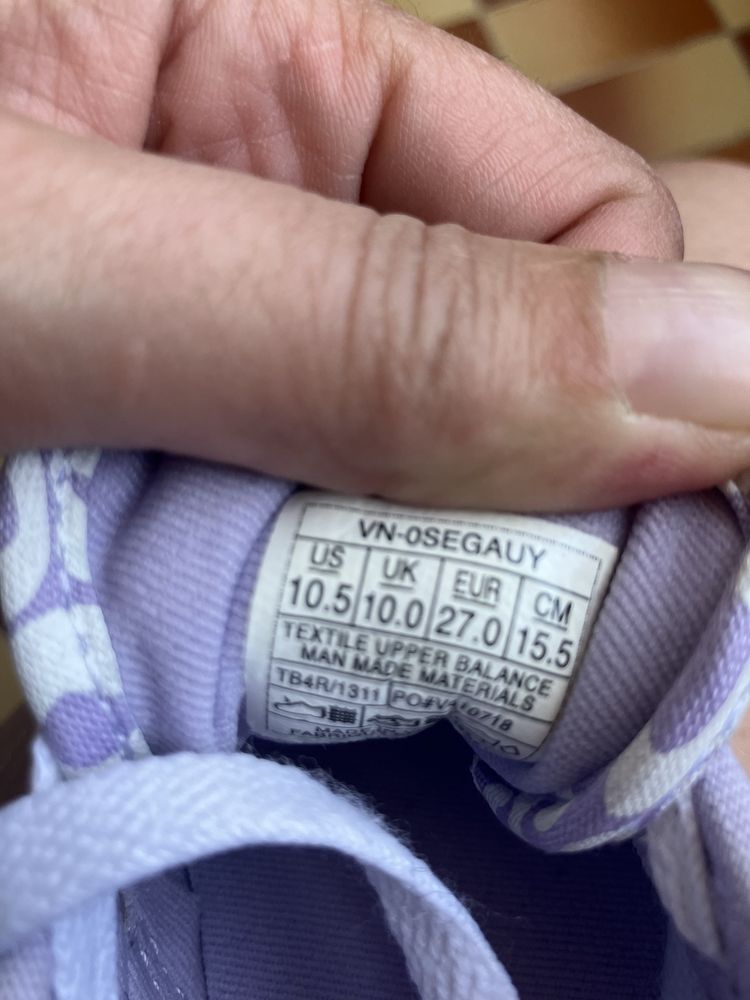 VN-0SEGAUY
US UK EUR CM
10.5 10.0 27.0 15.5
TEXTILE UPPER BALANCE
MAN MADE MATERIALS
TB4R/1311